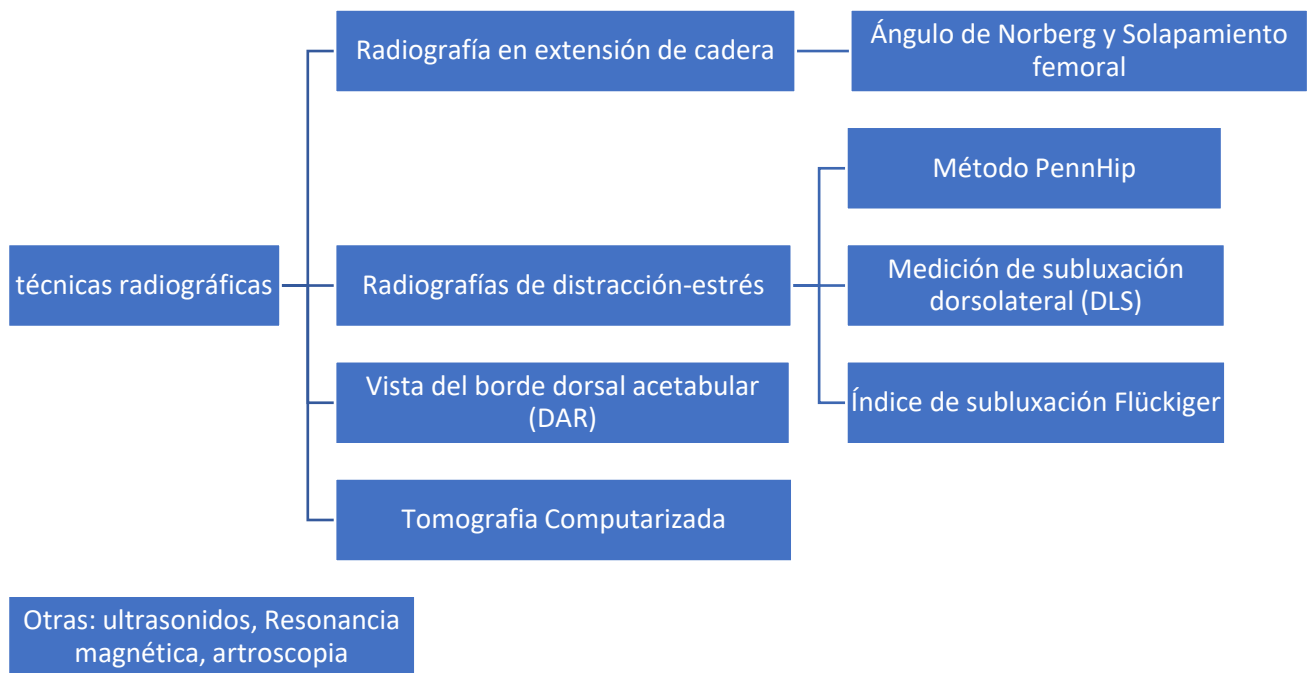 Radiografía en extensión de cadera
Ángulo de Norberg y Solapamiento
femoral
Método PennHip
técnicas radiográficas
Radiografías de distracción-estrés
Medición de subluxación
dorsolateral (DLS)
Vista del borde dorsal acetabular
(DAR)
Índice de subluxación Flückiger
Tomografia Computarizada
Otras: ultrasonidos, Resonancia
magnética, artroscopia